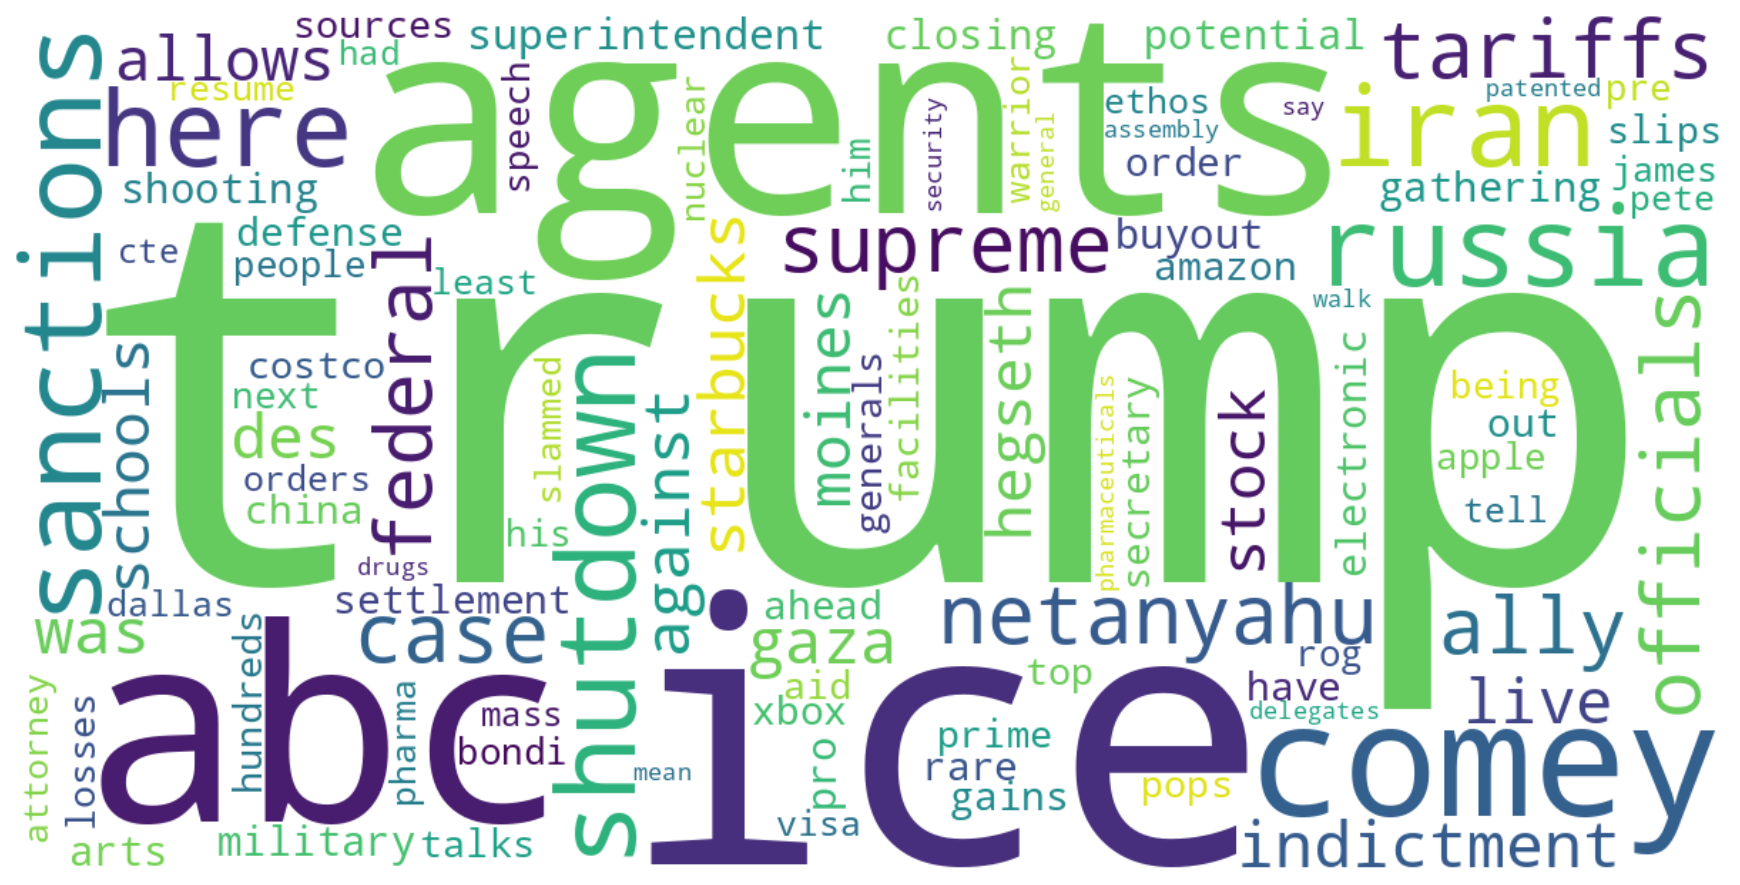 sources
superintendent
closing
potential
tariffs
allows
had
agents
resume
here
speech
nuclear
security
warrior
general
him
ethos
assembly
say
order
iran
patented
pre
slips
james
gathering
pete
sanctions
shooting
defense
people
cte
federal
least
starbucks
supreme
buyout
amazon
russia
walk
trump
schools
costco
next
des
orders
china
slammed
his
drugs
shutdown
against
moines
generals
facilities
hegseth
pharmaceuticals
secretary
stock
electronic
being
out
apple
tell
officials
dallas
settlement
was
case
ahead
gaza
netanyahu
rog
ally
attorney
losses
abc
hundreds
pharma
mass
bondi
mean
aid
xbox
pro
visa
ice
top
prime
rare
gains
pops
have
delegates
live
comey
indictment
arts
military
talks